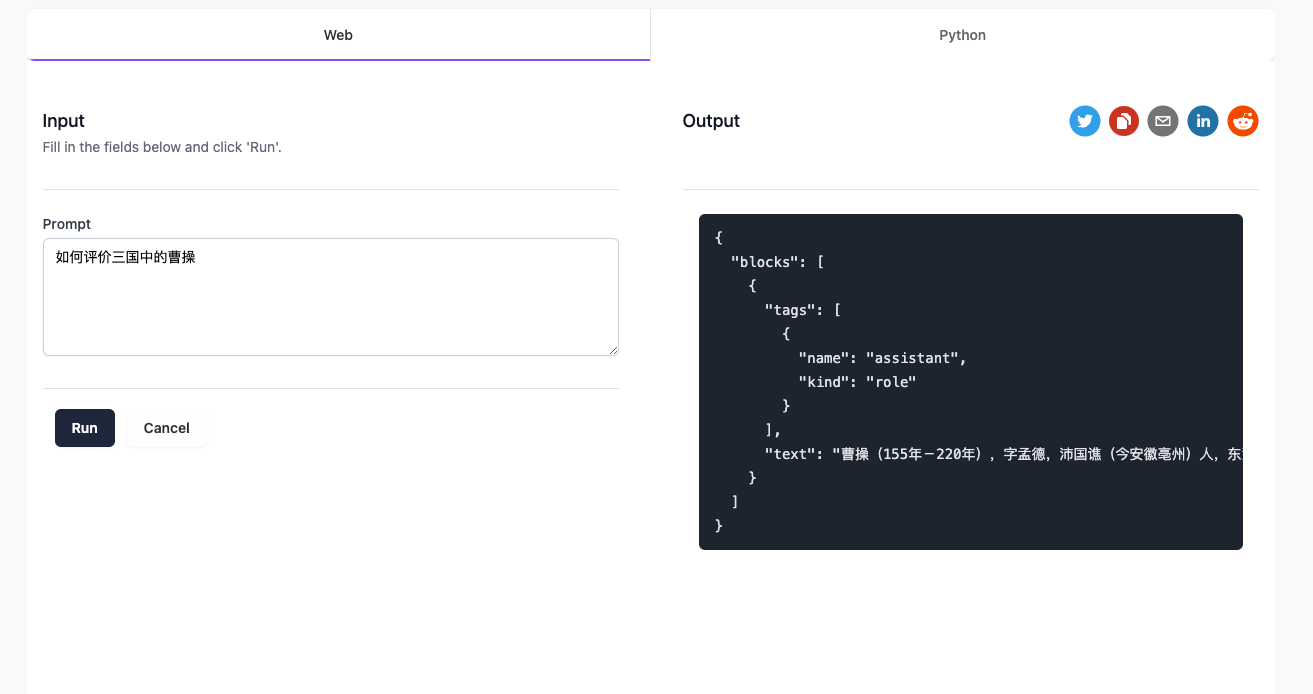 Web
Python
Input
Fill in the fields below and click 'Run'.
Prompt
如何评价三国中的曹操
Run
Cancel
Output
in
{
"blocks": [
{
"tags": [
{
"name": "assistant",
"kind": "role"
}
],
"text": "曹操（155年－220年），字孟德，沛国谯（今安徽亳州）人，东
}
]
}